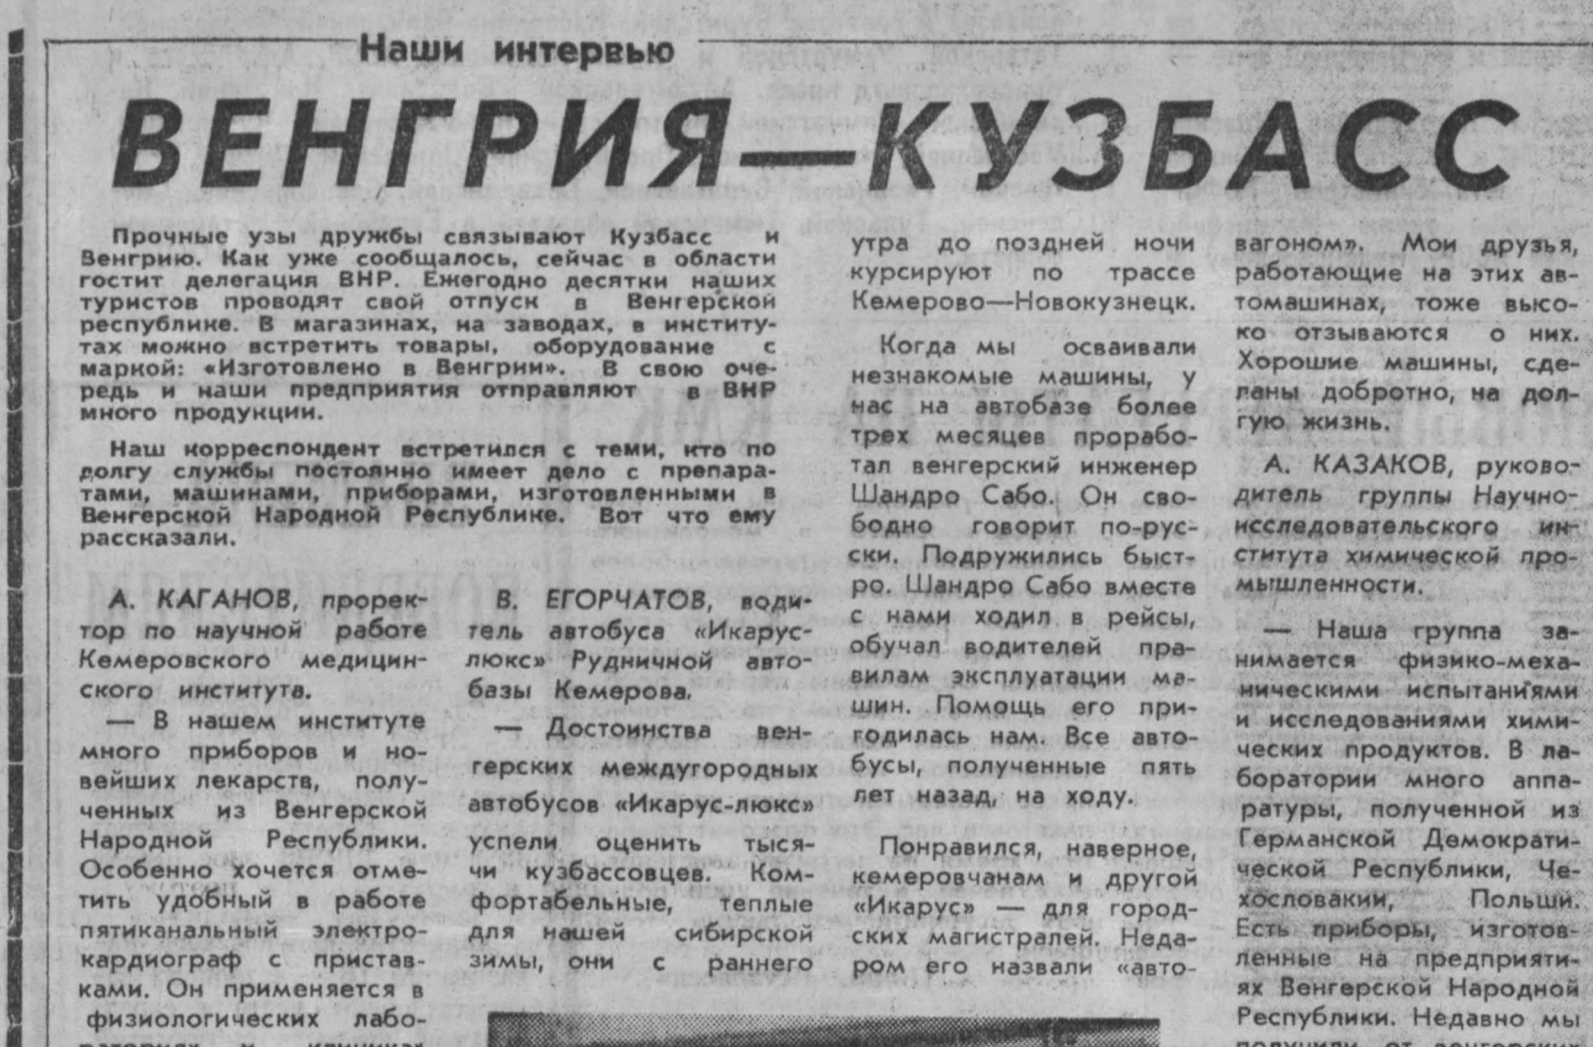 Наши интервью
ВЕНГРИЯ—КУЗБАСС
Прочные узы дружбы связывают Кузбасс и
Венгрию. Как уже сообщалось, сейчас в области
гостит делегация ВНР. Ежегодно десятки наших
туристов проводят свой отпуск в Венгерской
республике. В магазинах, на заводах, в институ-
тах можно встретить товары, оборудование с
маркой: «Изготовлено в Венгрии». В свою оче-
редь и наши предприятия отправляют в ВНР
много продукции.
Наш корреспондент встретился с теми, кто по
долгу службы постоянно имеет дело с препара-
тами, машинами, приборами, изготовленными в
Венгерской Народной Республике. Вот что ему
рассказали.
А. КАГАНОВ, прорек-
тор по научной работе
Кемеровского медицин-
ского института.
— В нашем институте
много приборов и но-
вейших лекарств, полу-
ченных из Венгерской
Народной Республики.
Особенно хочется отме-
тить удобный в работе
пятиканальный электро-
кардиограф с пристав-
ками. Он применяется в
физиологических лабо-
раториях и клиниках
В. ЕГОРЧАТОВ, води-
тель автобуса «Икарус-
люкс» Рудничной авто-
базы Кемерова.
— Достоинства вен-
герских междугородных
автобусов «Икарус-люкс»
успели оценить тыся-
чи кузбассовцев. Ком-
фортабельные, теплые
для нашей сибирской
зимы, они с раннего
утра до поздней ночи
курсируют по трассе
Кемерово—Новокузнецк.
Когда мы осваивали
незнакомые машины, у
нас на автобазе более
трех месяцев прорабо-
тал венгерский инженер
Шандро Сабо. Он сво-
бодно говорит по-рус-
ски. Подружились быст-
ро. Шандро Сабо вместе
с нами ходил в рейсы,
обучал водителей пра-
вилам эксплуатации ма-
шин. Помощь его при-
годилась нам. Все авто-
бусы, полученные пять
лет назад, на ходу.
Понравился, наверное,
кемеровчанам и другой
«Икарус» — для город-
ских магистралей. Неда-
ром его назвали «авто-
вагоном». Мои друзья,
работающие на этих ав-
томашинах, тоже высо-
ко отзываются о них.
Хорошие машины, сде-
ланы добротно, на дол-
гую жизнь.
А. КАЗАКОВ, руково-
дитель группы Научно-
исследовательского ин-
ститута химической про-
мышленности.
— Наша группа за-
нимается физико-меха-
ническими испытаниями
и исследованиями хими-
ческих продуктов. В ла-
боратории много аппа-
ратуры, полученной из
Германской Демократи-
ческой Республики, Че-
хословакии, Польши.
Есть приборы, изготов-
ленные на предприяти-
ях Венгерской Народной
Республики. Недавно мы
получили от венгерских